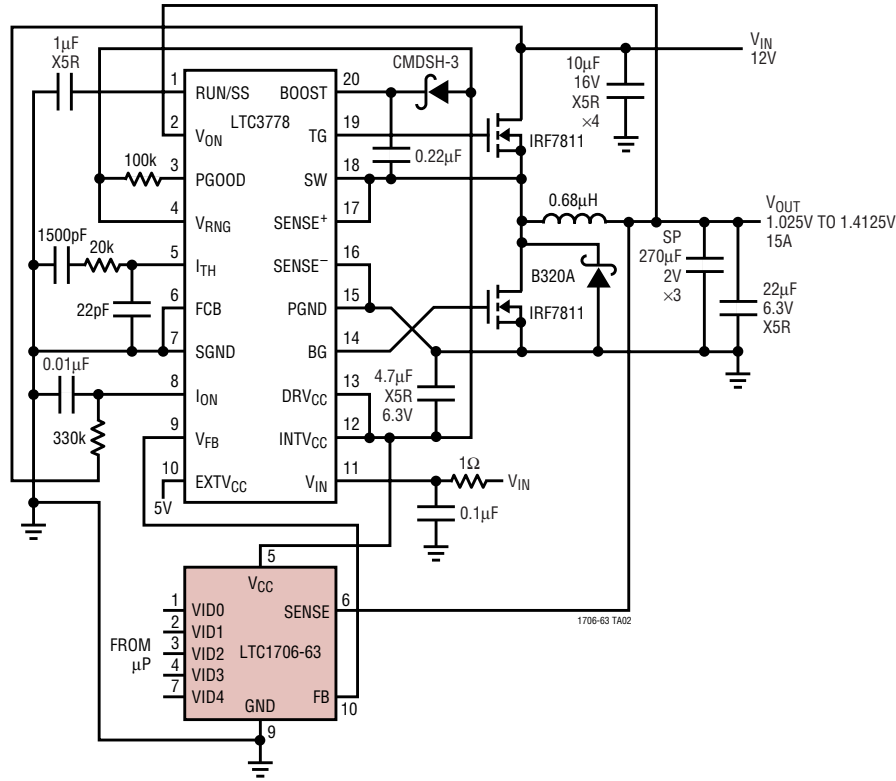 1µF
X5R
1
RUN/SS
2
V_ON
100k
3
PGOOD
4
V_RNG
1500pF
20k
5
I_TH
22pF
6
FCB
7
SGND
0.01µF
8
I_ON
330k
9
V_FB
10
EXTV_CC
5V
LTC3778
BOOST
20
TG
19
SW
18
SENSE+
17
SENSE−
16
PGND
15
BG
14
DRV_CC
13
INTV_CC
12
V_IN
11
CMDSH-3
0.22µF
IRF7811
V_IN
12V
10µF
16V
X5R
×4
0.68µH
V_OUT
1.025V TO 1.4125V
15A
B320A
IRF7811
SP
270µF
2V
×3
22µF
6.3V
X5R
4.7µF
X5R
6.3V
1Ω
V_IN
0.1µF
5
V_CC
1
VID0
2
VID1
3
VID2
4
VID3
7
VID4
FROM
µP
LTC1706-63
SENSE
6
FB
10
GND
9
1706-63 TA02